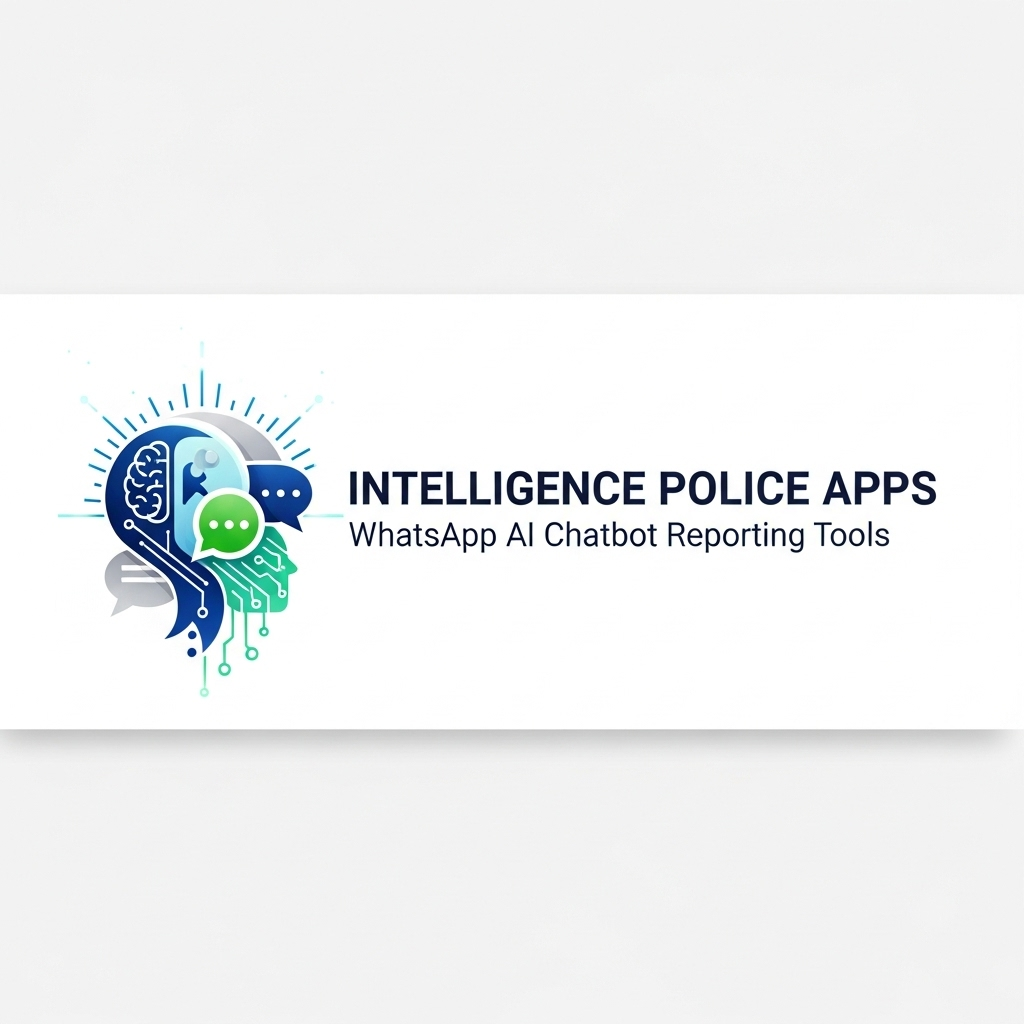 INTELLIGENCE POLICE APPS
WhatsApp AI Chatbot Reporting Tools